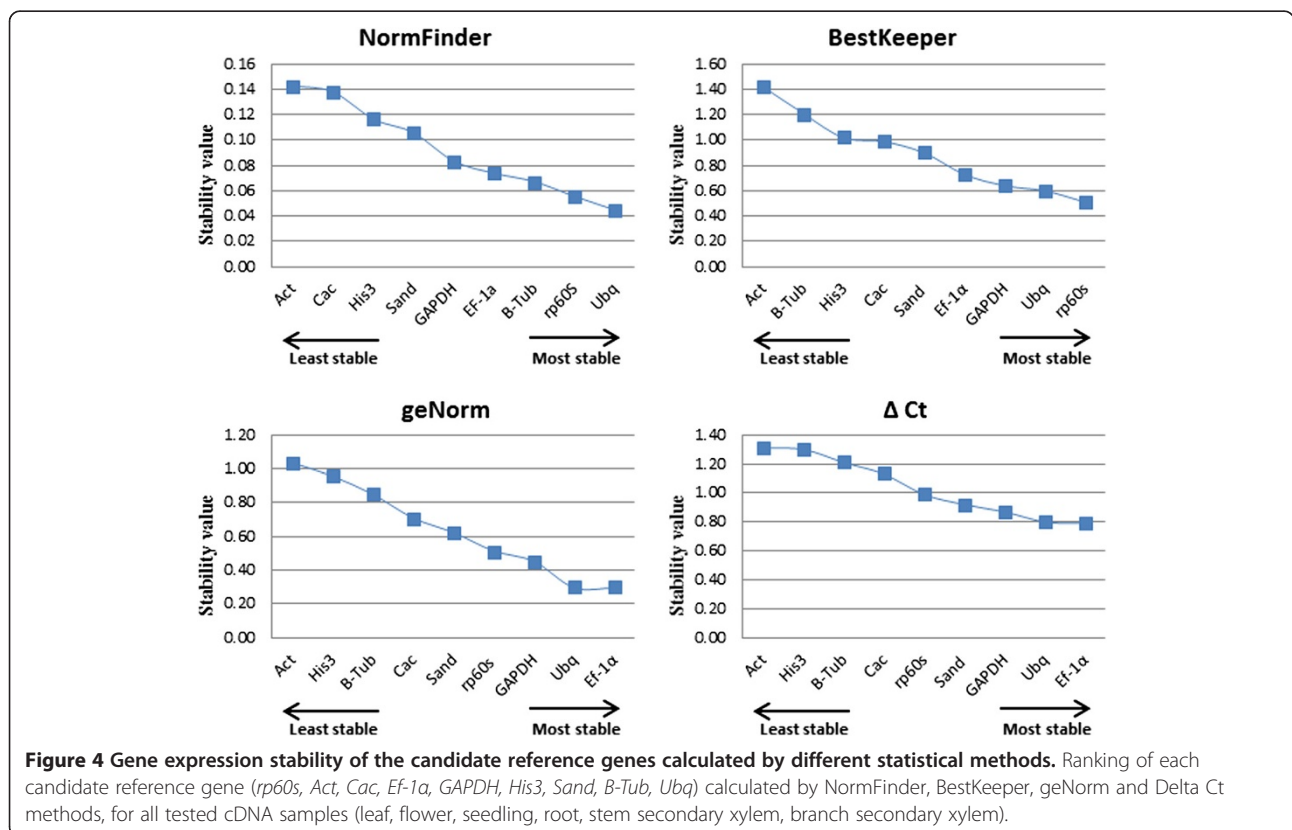 NormFinder
Stability value
0.16
0.14
0.12
0.10
0.08
0.06
0.04
0.02
0.00
Act
Cac
His3
Sand
GAPDH
EF-1a
B-Tub
rp60s
Ubq
Least stable
Most stable
BestKeeper
Stability value
1.60
1.40
1.20
1.00
0.80
0.60
0.40
0.20
0.00
Act
B-Tub
His3
Cac
Sand
Ef-1α
GAPDH
Ubq
rp60s
Least stable
Most stable
geNorm
Stability value
1.20
1.00
0.80
0.60
0.40
0.20
0.00
Act
His3
B-Tub
Cac
Sand
rp60s
GAPDH
Ubq
Ef-1α
Least stable
Most stable
Δ Ct
Stability value
1.40
1.20
1.00
0.80
0.60
0.40
0.20
0.00
Act
His3
B-Tub
Cac
rp60s
Sand
GAPDH
Ubq
Ef-1α
Least stable
Most stable
Figure 4 Gene expression stability of the candidate reference genes calculated by different statistical methods. Ranking of each
candidate reference gene (rp60s, Act, Cac, Ef-1α, GAPDH, His3, Sand, B-Tub, Ubq) calculated by NormFinder, BestKeeper, geNorm and Delta Ct
methods, for all tested cDNA samples (leaf, flower, seedling, root, stem secondary xylem, branch secondary xylem).